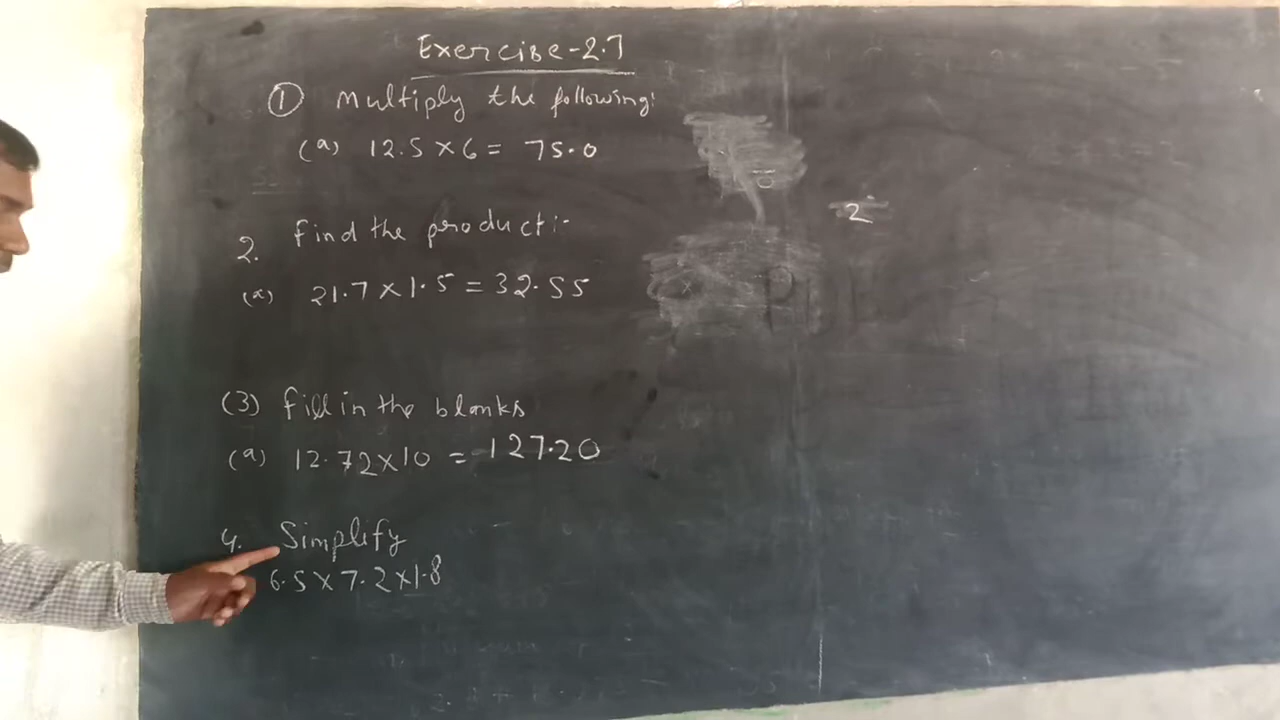 Exercise-2.7
① Multiply the following:
(a) 12.5 × 6 = 75.0
2. find the product:-
(a) 21.7 × 1.5 = 32.55
(3) fill in the blanks
(a) 12.72 × 10 = 127.20
4. Simplify
6.5 × 7.2 × 1.8
2